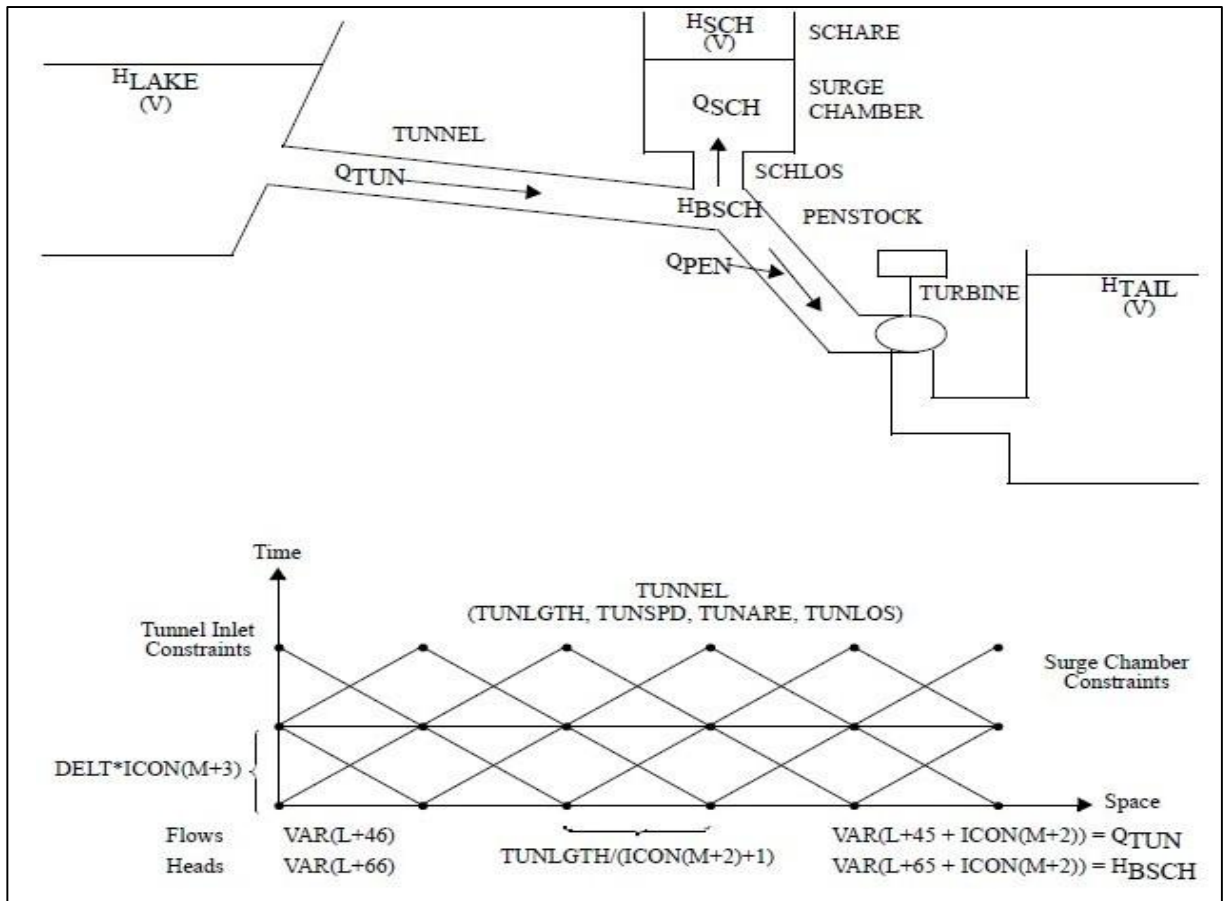 HSCH
(V)
SCHARE
HLAKE
(V)
QSCH
SURGE
CHAMBER
TUNNEL
QTUN
SCHLOS
HBSCH
PENSTOCK
QPEN
TURBINE
HTAIL
(V)
Time
TUNNEL
(TUNLGTH, TUNSPD, TUNARE, TUNLOS)
Tunnel Inlet
Constraints
Surge Chamber
Constraints
DELT*ICON(M+3)
Space
Flows VAR(L+46) VAR(L+45 + ICON(M+2)) = QTUN
TUNLGTH/(ICON(M+2)+1)
Heads VAR(L+66) VAR(L+65 + ICON(M+2)) = HBSCH